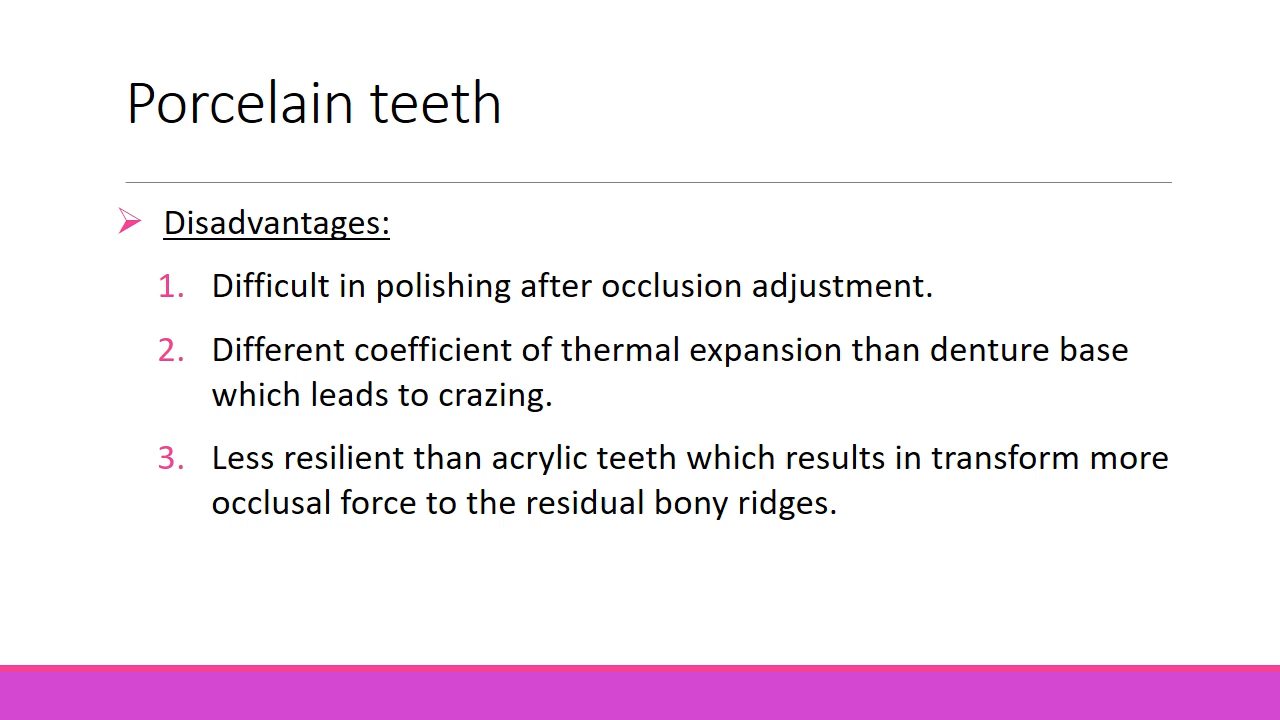 Porcelain teeth
Disadvantages:
1. Difficult in polishing after occlusion adjustment.
2. Different coefficient of thermal expansion than denture base
which leads to crazing.
3. Less resilient than acrylic teeth which results in transform more
occlusal force to the residual bony ridges.